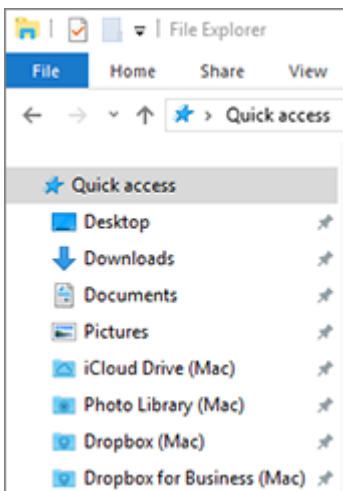 File Explorer
File Home Share View
Quick access
Quick access
Desktop
Downloads
Documents
Pictures
iCloud Drive (Mac)
Photo Library (Mac)
Dropbox (Mac)
Dropbox for Business (Mac)